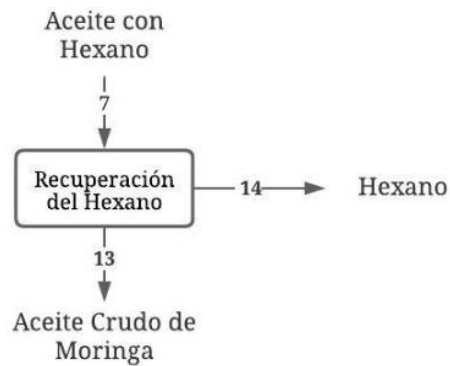 Aceite con
Hexano
7
Recuperación
del Hexano
14
Hexano
13
Aceite Crudo de
Moringa